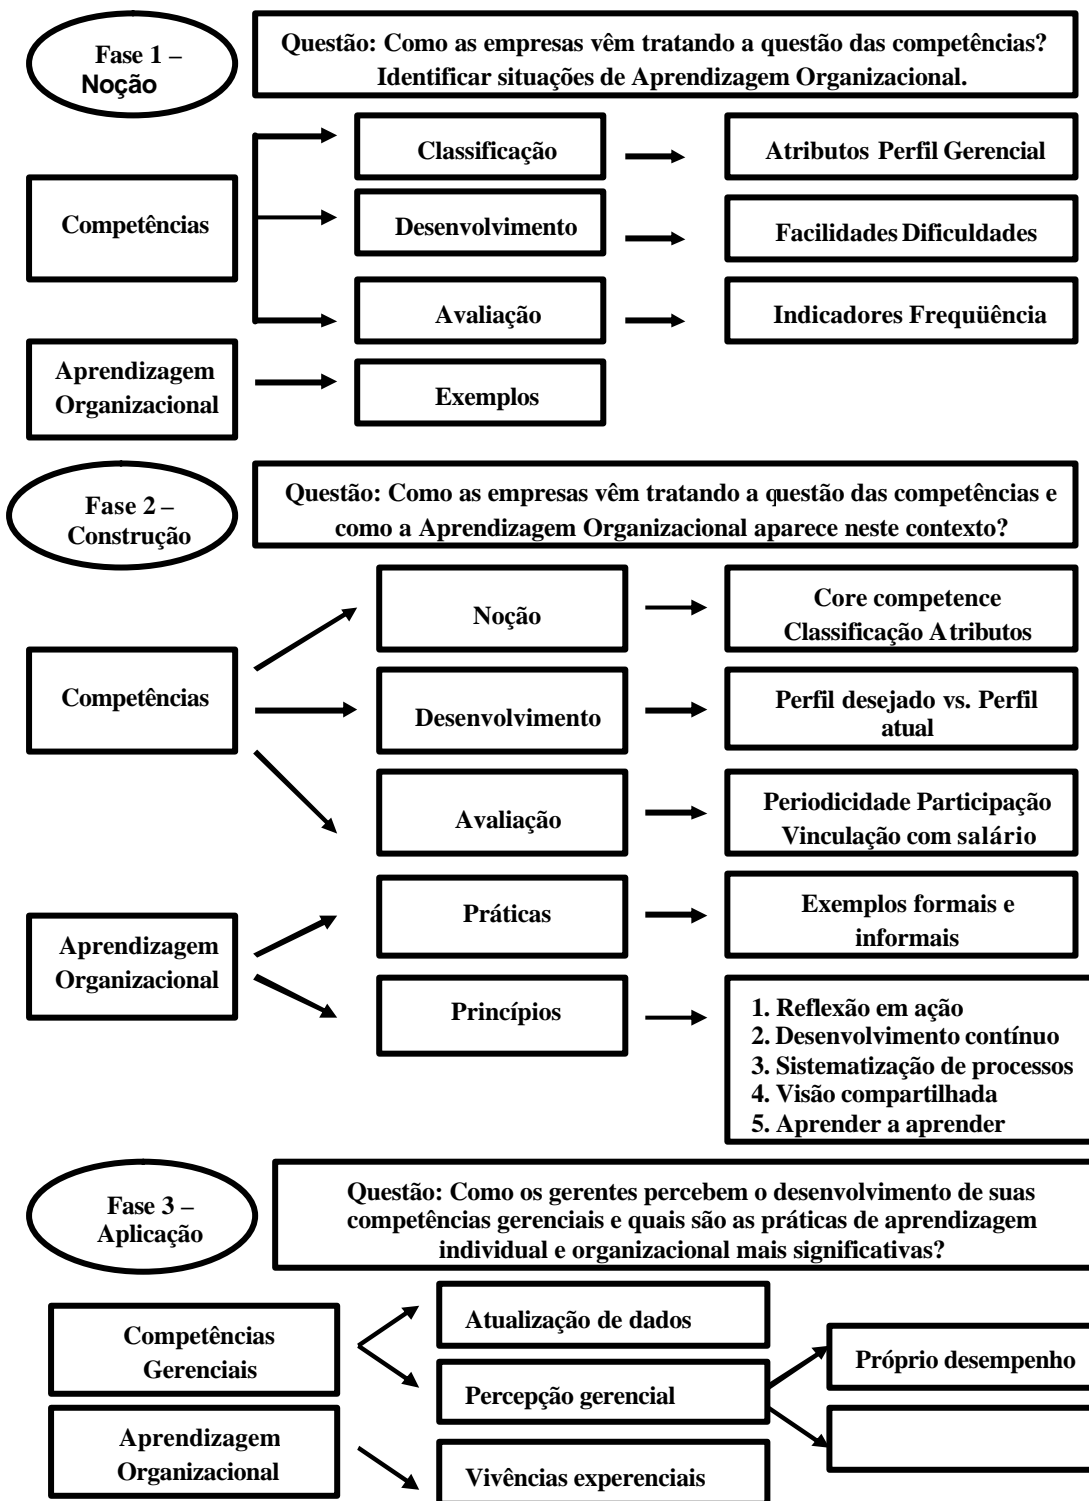 Fase 1 –
Noção
Questão: Como as empresas vêm tratando a questão das competências?
Identificar situações de Aprendizagem Organizacional.
Classificação
Atributos Perfil Gerencial
Competências
Desenvolvimento
Facilidades Dificuldades
Avaliação
Indicadores Freqüüência
Aprendizagem
Organizacional
Exemplos
Fase 2 –
Construção
Questão: Como as empresas vêm tratando a questão das competências e
como a Aprendizagem Organizacional aparece neste contexto?
Noção
Core competence
Classificação Atributos
Competências
Desenvolvimento
Perfil desejado vs. Perfil
atual
Avaliação
Periodicidade Participação
Vinculação com salário
Práticas
Exemplos formais e
informais
Aprendizagem
Organizacional
Princípios
1. Reflexão em ação
2. Desenvolvimento contínuo
3. Sistematização de processos
4. Visão compartilhada
5. Aprender a aprender
Fase 3 –
Aplicação
Questão: Como os gerentes percebem o desenvolvimento de suas
competências gerenciais e quais são as práticas de aprendizagem
individual e organizacional mais significativas?
Competências
Gerenciais
Atualização de dados
Percepção gerencial
Próprio desempenho
Aprendizagem
Organizacional
Vivências experenciais